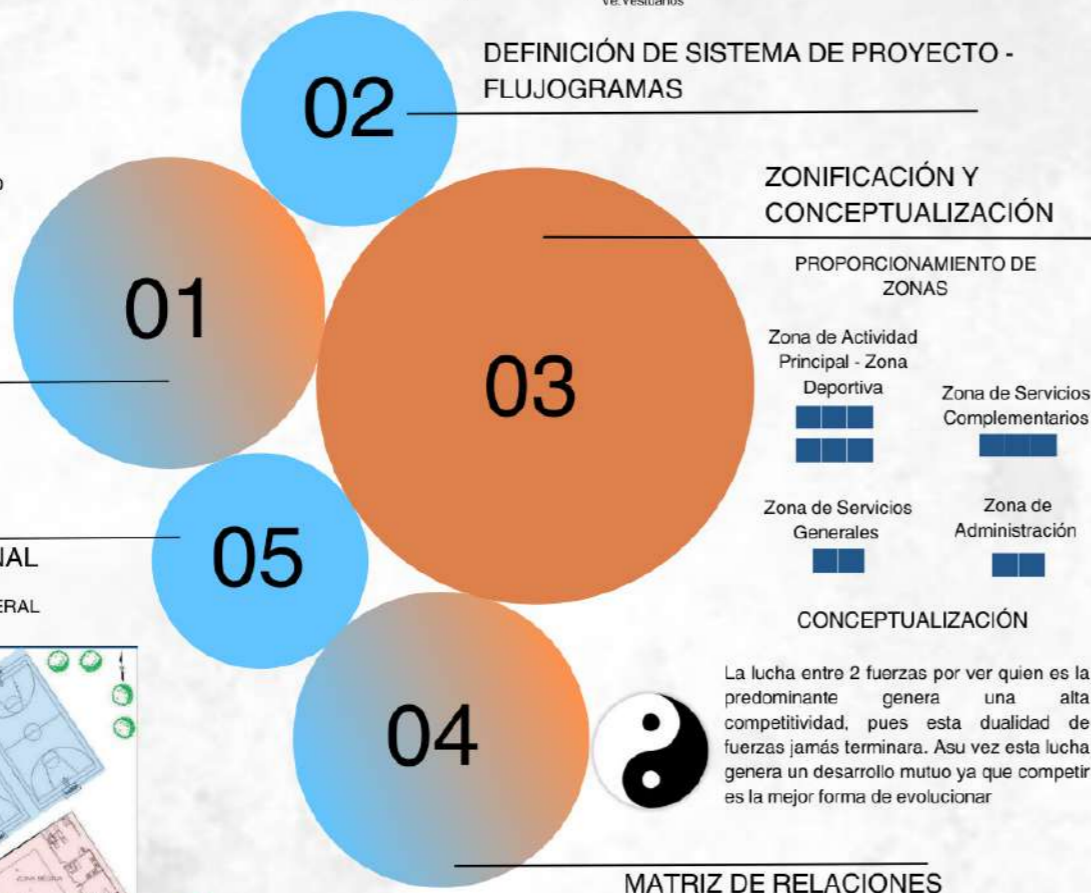 Ve.Vestuarios
02
DEFINICIÓN DE SISTEMA DE PROYECTO -
FLUJOGRAMAS
01
03
ZONIFICACIÓN Y
CONCEPTUALIZACIÓN
PROPORCIONAMIENTO DE
ZONAS
Zona de Actividad
Principal - Zona
Deportiva
Zona de Servicios
Complementarios
Zona de Servicios
Generales
Zona de
Administración
CONCEPTUALIZACIÓN
La lucha entre 2 fuerzas por ver quien es la
predominante genera una alta
competitividad, pues esta dualidad de
fuerzas jamás terminara. Asu vez esta lucha
genera un desarrollo mutuo ya que competir
es la mejor forma de evolucionar
05
NAL
ERAL
04
MATRIZ DE RELACIONES